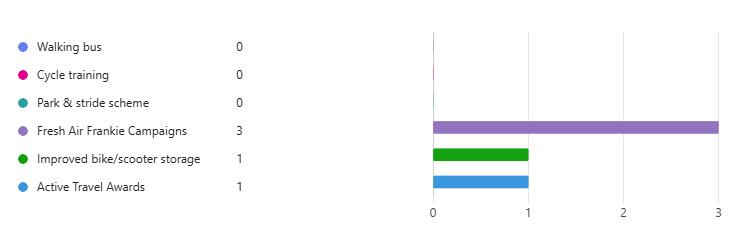 Walking bus 0
Cycle training 0
Park & stride scheme 0
Fresh Air Frankie Campaigns 3
Improved bike/scooter storage 1
Active Travel Awards 1
0 1 2 3